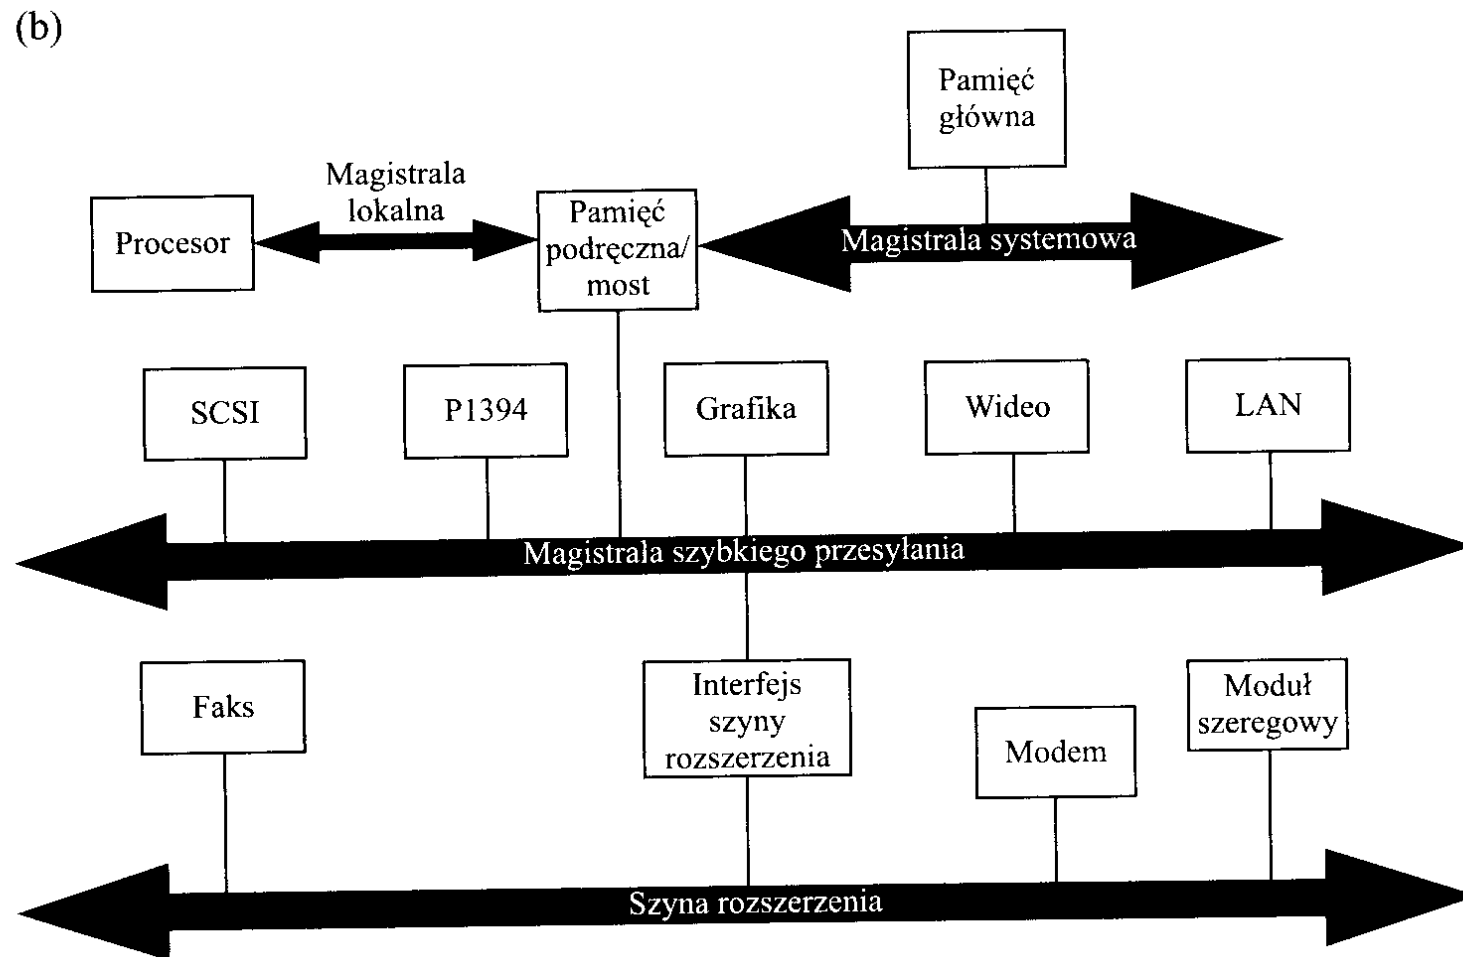 (b)
Pamięć
główna
Magistrala
lokalna
Procesor
Pamięć
podręczna/
most
Magistrala systemowa
SCSI
P1394
Grafika
Wideo
LAN
Magistrala szybkiego przesyłania
Faks
Interfejs
szyny
rozszerzenia
Modem
Moduł
szeregowy
Szyna rozszerzenia